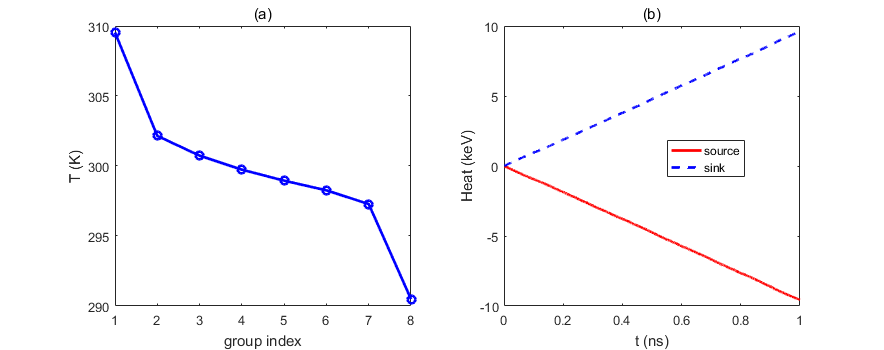 (a)
310
305
300
295
290
T (K)
1 2 3 4 5 6 7 8
group index
(b)
10
5
0
-5
-10
Heat (keV)
source
sink
0 0.2 0.4 0.6 0.8 1
t (ns)